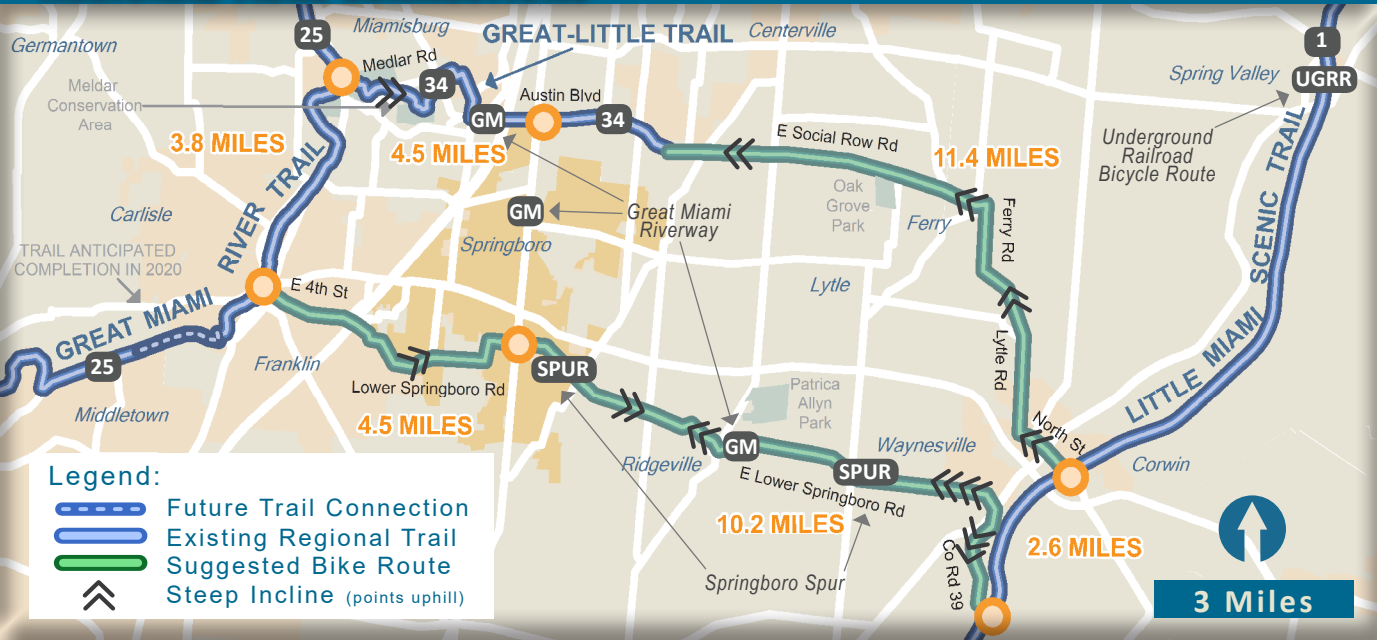 25
Miamisburg
Germantown
GREAT-LITTLE TRAIL
Centerville
1
Medlar Rd
34
Spring Valley
UGRR
Meldar
Conservation
Area
Austin Blvd
GM
34
3.8 MILES
4.5 MILES
E Social Row Rd
11.4 MILES
Underground
Railroad
Bicycle Route
RIVER TRAIL
Oak
Grove
Park
Carlisle
GM
Great Miami
Riverway
Ferry
Ferry Rd
LITTLE MIAMI SCENIC TRAIL
TRAIL ANTICIPATED
COMPLETION IN 2020
Springboro
E 4th St
Lytle
GREAT MIAMI
25
Franklin
Lytle Rd
SPUR
Lower Springboro Rd
Patrica
Allyn
Park
Middletown
4.5 MILES
North St
GM
Waynesville
Ridgeville
SPUR
Corwin
E Lower Springboro Rd
10.2 MILES
2.6 MILES
Co Rd 39
Springboro Spur
Legend:
Future Trail Connection
Existing Regional Trail
Suggested Bike Route
Steep Incline (points uphill)
3 Miles